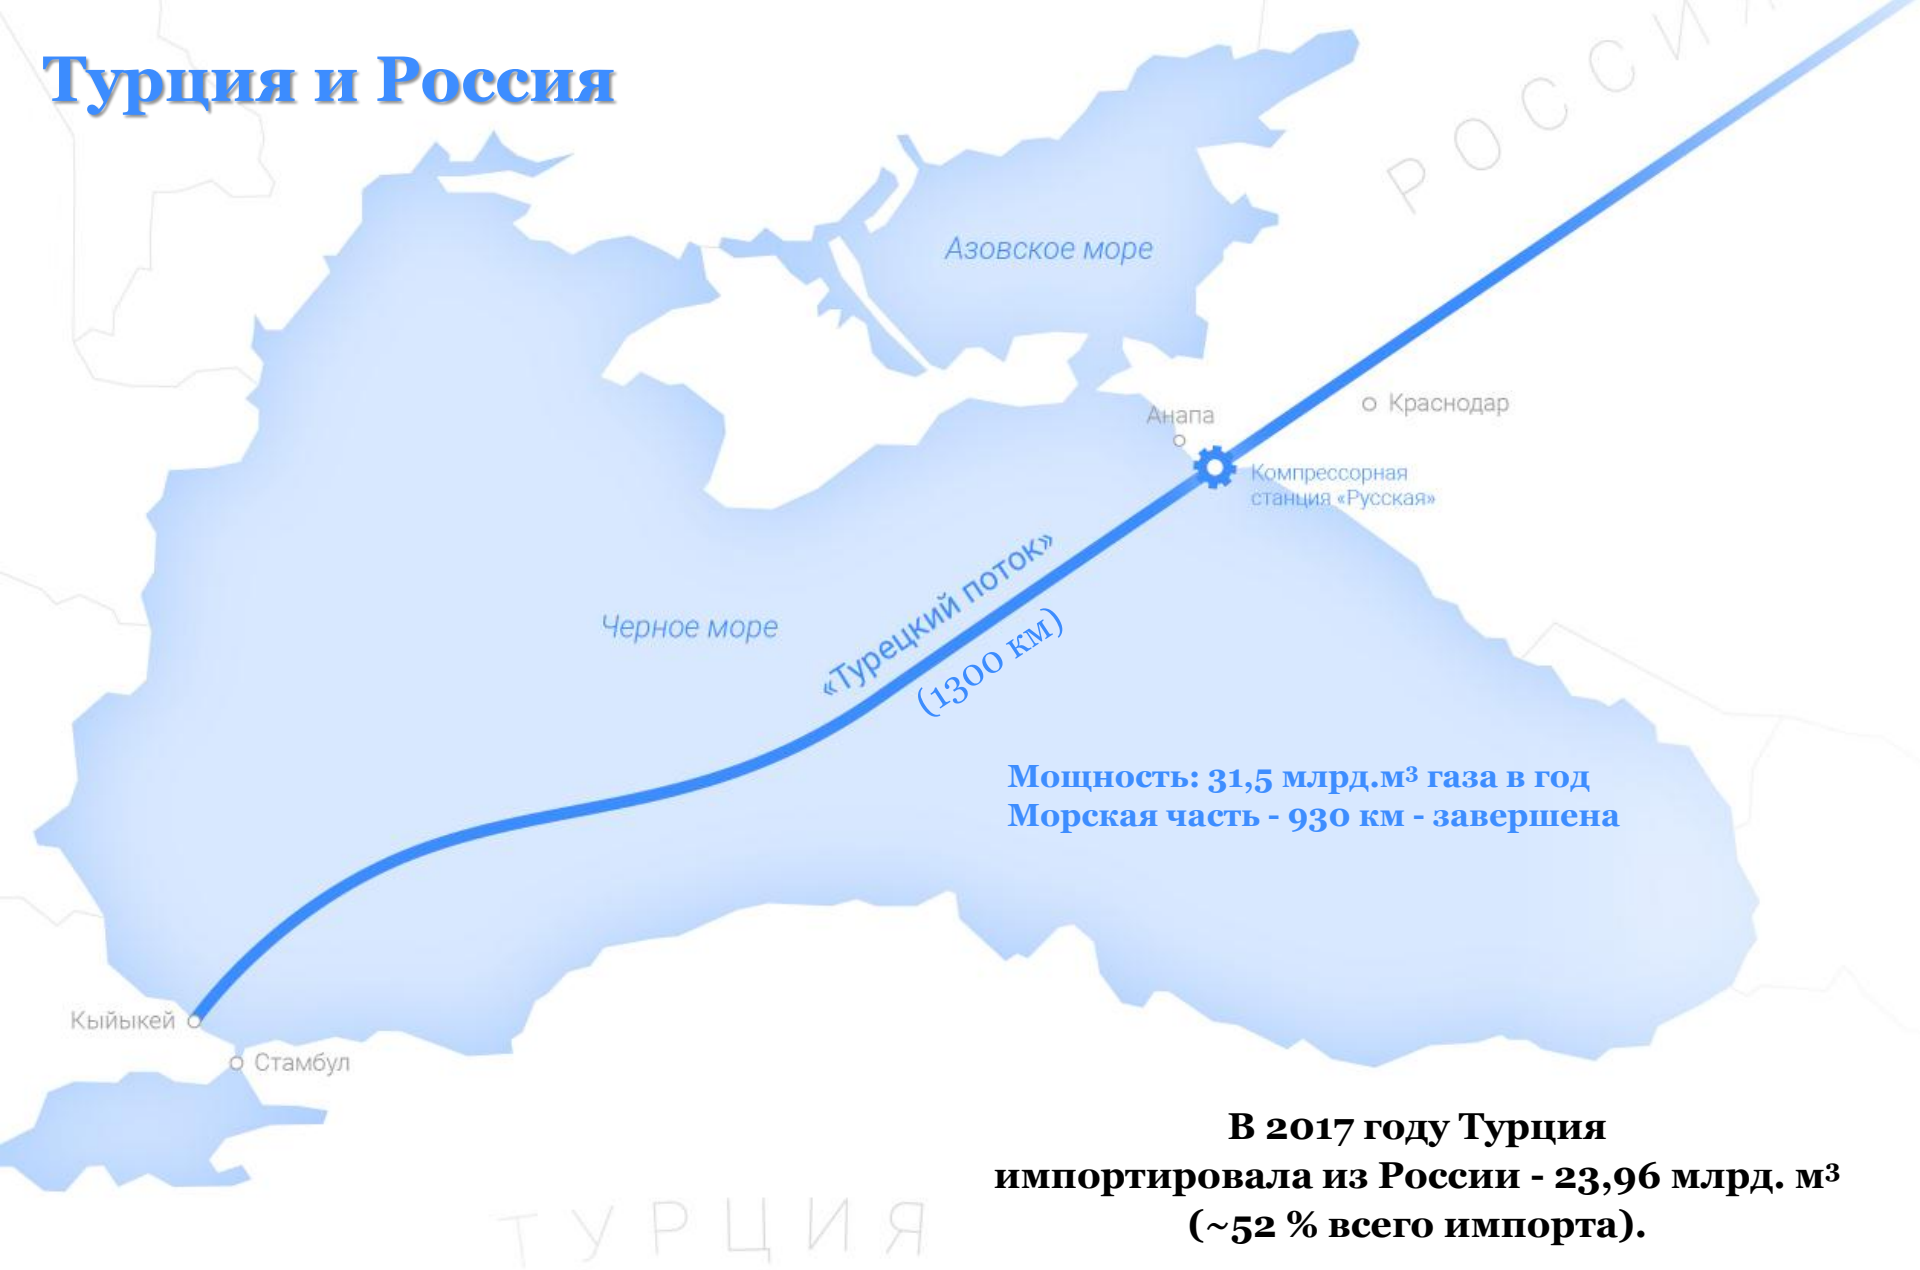 Турция и Россия
РОССИЯ
Азовское море
Анапа
Краснодар
Компрессорная
станция «Русская»
«Турецкий поток»
(1300 км)
Черное море
Мощность: 31,5 млрд.м³ газа в год
Морская часть - 930 км - завершена
Кыйыкей
Стамбул
В 2017 году Турция
импортировала из России - 23,96 млрд. м³
(~52 % всего импорта).
ТУРЦИЯ